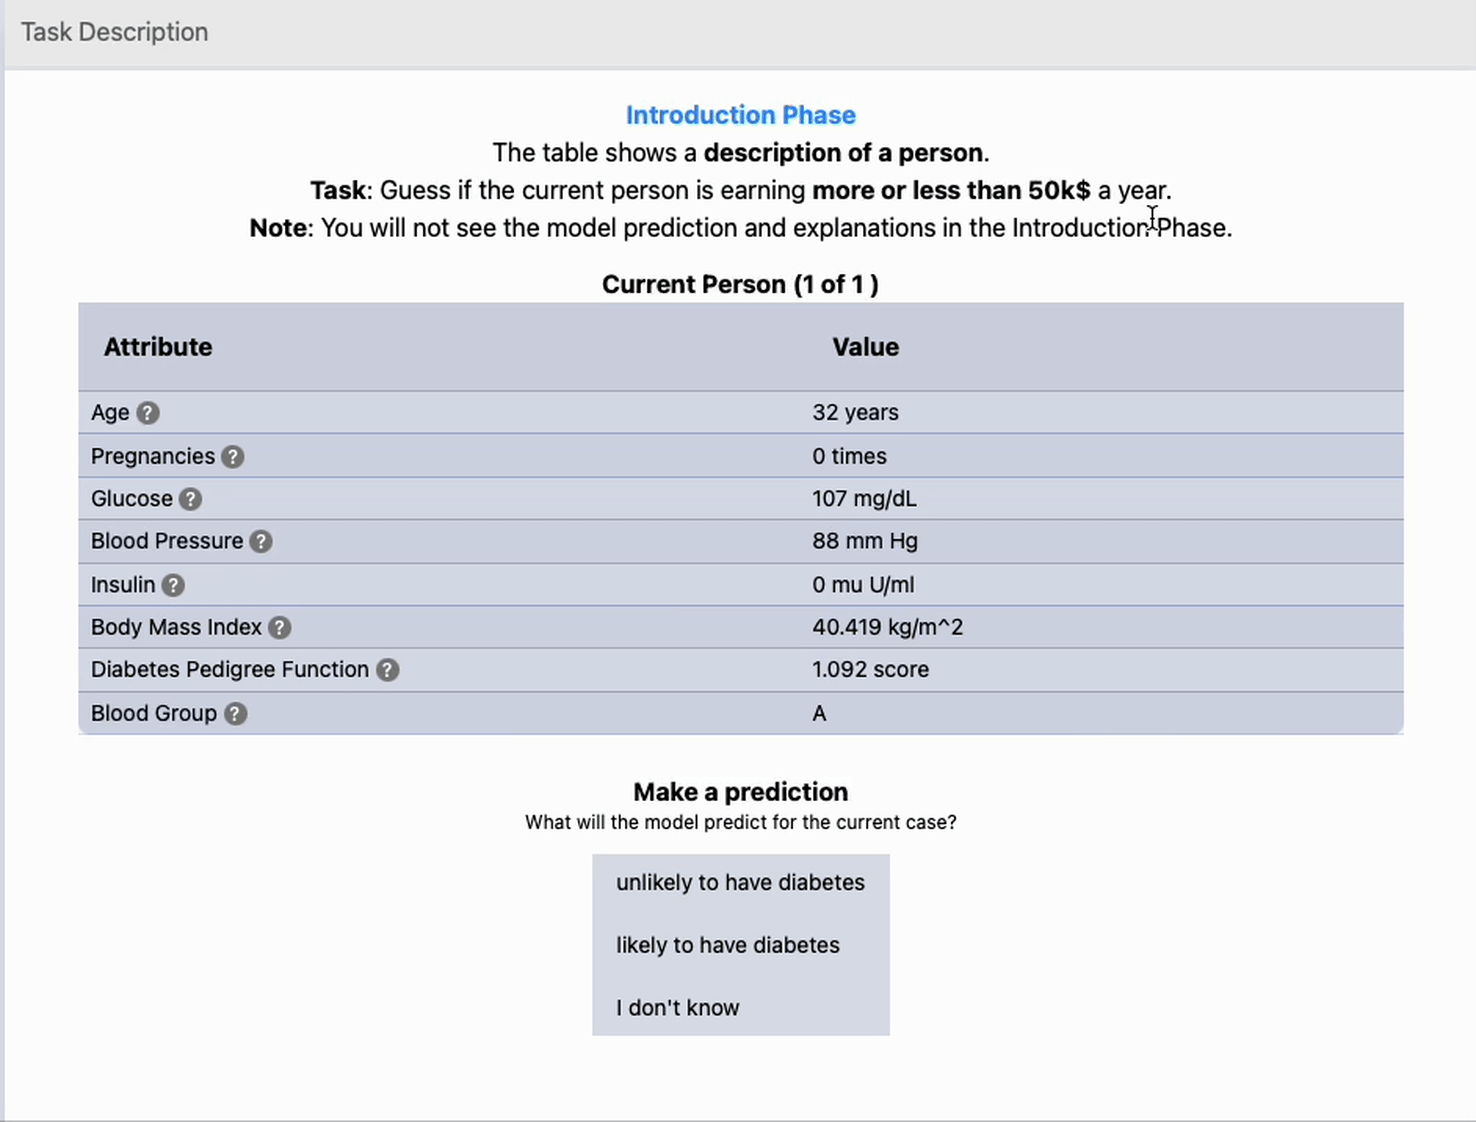 Task Description
Introduction Phase
The table shows a description of a person.
Task: Guess if the current person is earning more or less than 50k$ a year.
Note: You will not see the model prediction and explanations in the Introduction Phase.
Current Person (1 of 1 )
Attribute Value
Age ? 32 years
Pregnancies ? 0 times
Glucose ? 107 mg/dL
Blood Pressure ? 88 mm Hg
Insulin ? 0 mu U/ml
Body Mass Index ? 40.419 kg/m^2
Diabetes Pedigree Function ? 1.092 score
Blood Group ? A
Make a prediction
What will the model predict for the current case?
unlikely to have diabetes
likely to have diabetes
I don't know